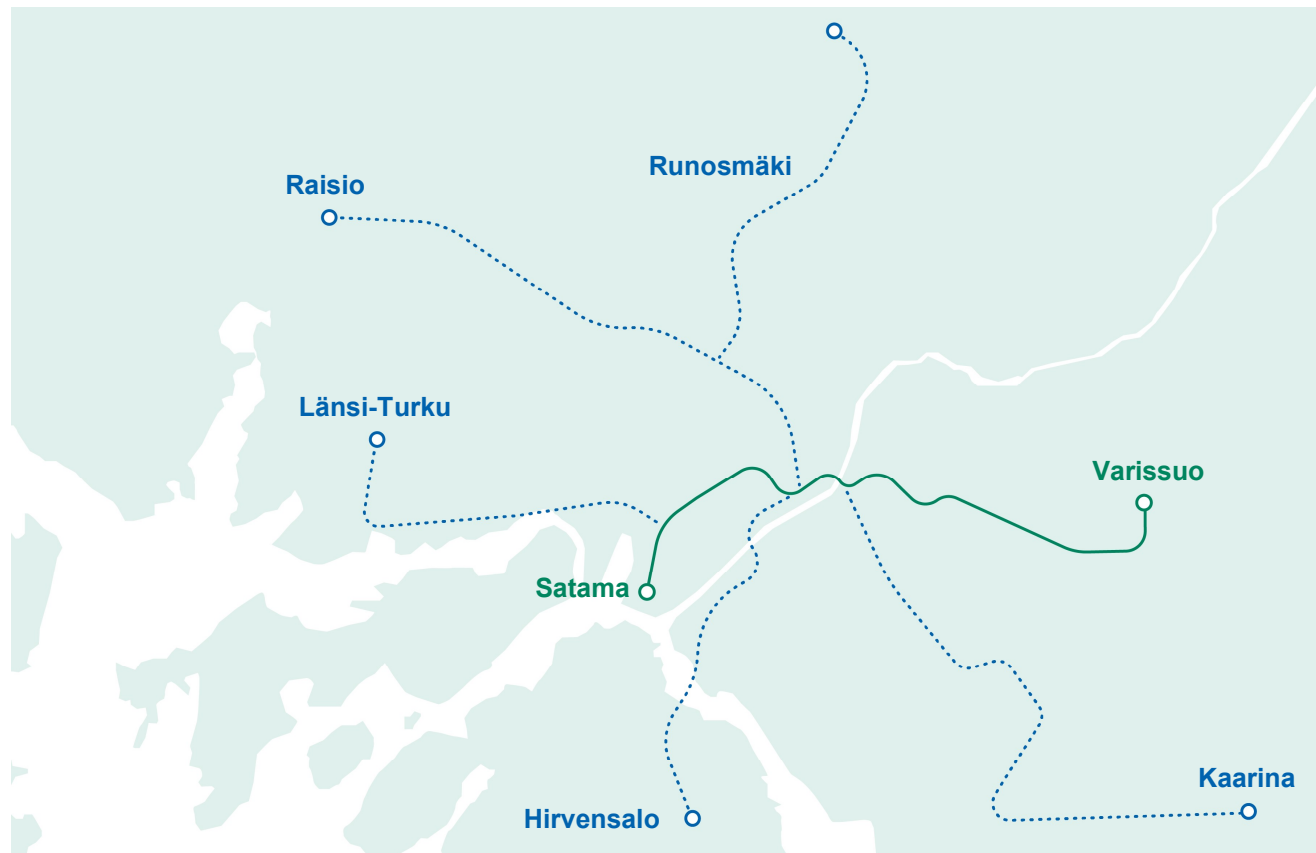 Runosmäki
Raisio
Länsi-Turku
Varissuo
Satama
Kaarina
Hirvensalo